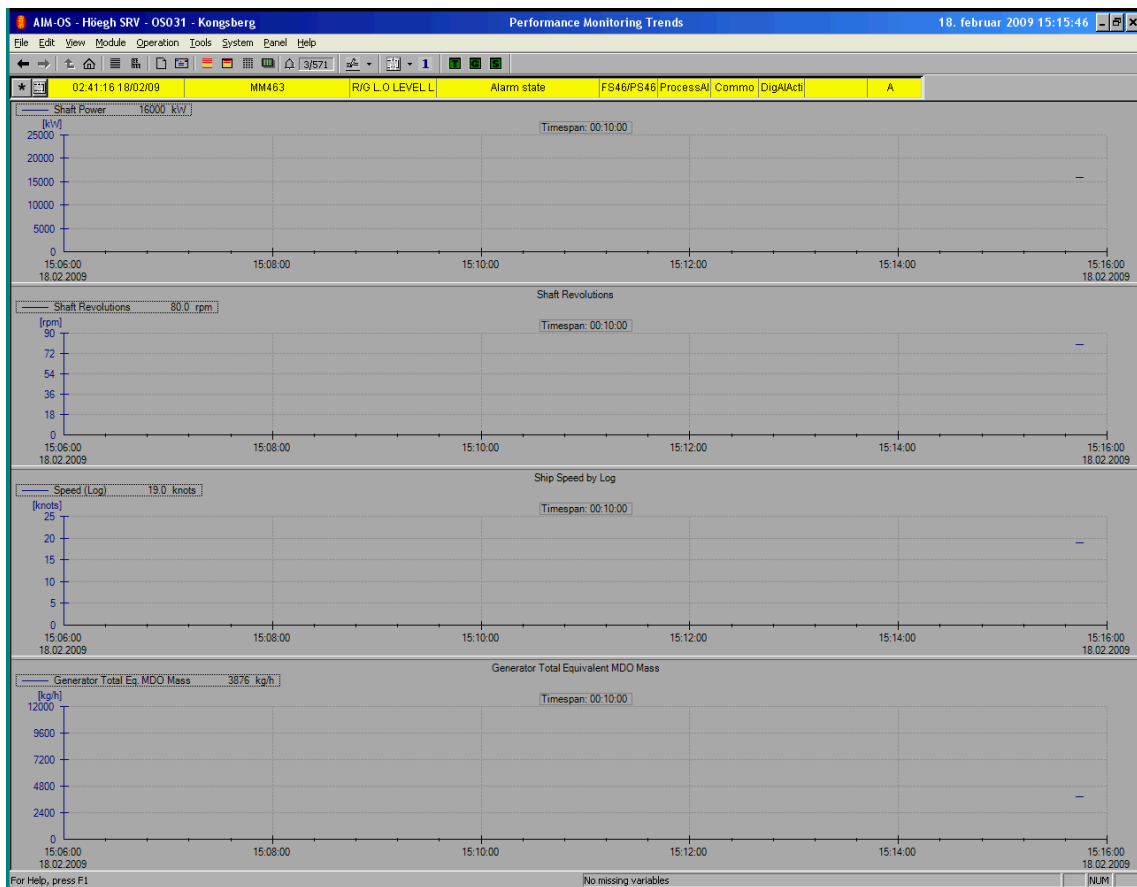 AIM-OS - Höegh SRV - OS031 - Kongsberg Performance Monitoring Trends 18. februar 2009 15:15:46
File Edit View Module Operation Tools System Panel Help
3/571 1 T C S
* 02:41:16 18/02/09 MM463 R/G L.O LEVEL L Alarm state FS46/PS46 ProcessAl Commo DigAlActi A
Shaft Power 16000 kW
[kW] Timespan: 00:10:00
25000
20000
15000
10000
5000
0
15:06:00 15:08:00 15:10:00 15:12:00 15:14:00 15:16:00
18.02.2009 18.02.2009
Shaft Revolutions
Shaft Revolutions 80.0 rpm
[rpm] Timespan: 00:10:00
90
72
54
36
18
0
15:06:00 15:08:00 15:10:00 15:12:00 15:14:00 15:16:00
18.02.2009 18.02.2009
Ship Speed by Log
Speed (Log) 19.0 knots
[knots] Timespan: 00:10:00
25
20
15
10
5
0
15:06:00 15:08:00 15:10:00 15:12:00 15:14:00 15:16:00
18.02.2009 18.02.2009
Generator Total Equivalent MDO Mass
Generator Total Eq. MDO Mass 3876 kg/h
[kg/h] Timespan: 00:10:00
12000
9600
7200
4800
2400
0
15:06:00 15:08:00 15:10:00 15:12:00 15:14:00 15:16:00
18.02.2009 18.02.2009
For Help, press F1 No missing variables NUM